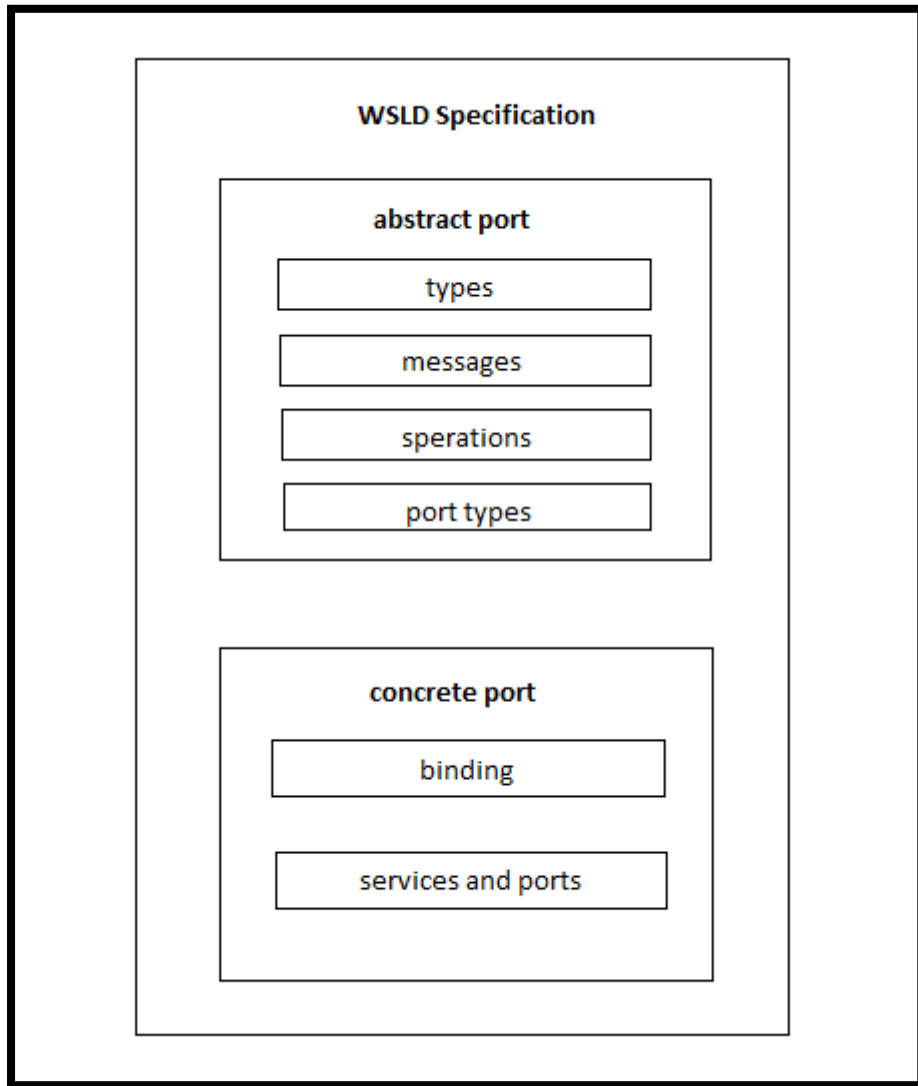 WSLD Specification
abstract port
types
messages
sperations
port types
concrete port
binding
services and ports